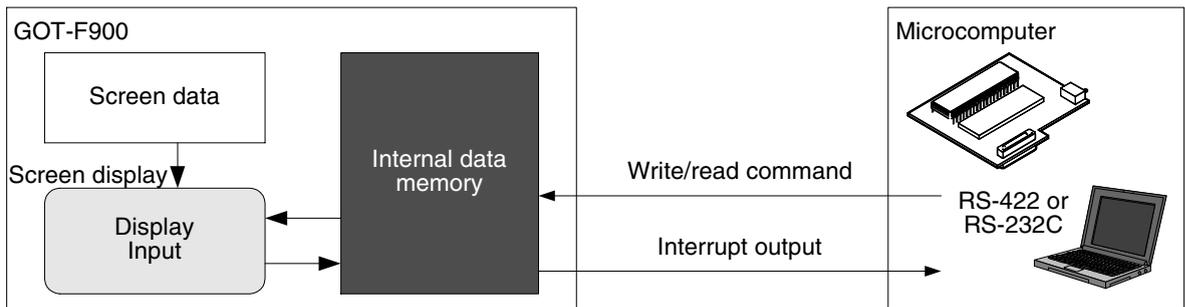 GOT-F900
Screen data
Screen display
Display
Input
Internal data
memory
Write/read command
Interrupt output
Microcomputer
RS-422 or
RS-232C